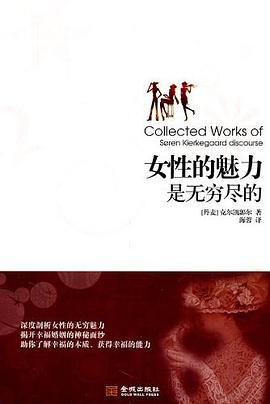 Collected Works of
Søren Kierkegaard discourse
女性的魅力
是无穷尽的
[丹麦] 克尔凯郭尔 著
海蓉 译
深度剖析女性的无穷魅力
揭开幸福婚姻的神秘面纱
助你了解幸福的本质、获得幸福的能力
金城出版社
GOLD WALL PRESS